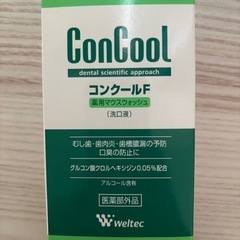 ConCool
dental scientific approach
コンクールF
薬用マウスウォッシュ
(洗口液)
むし歯・歯肉炎・歯槽膿漏の予防
口臭の防止に
グルコン酸クロルヘキシジン0.05%配合
アルコール含有
医薬部外品
Weltec